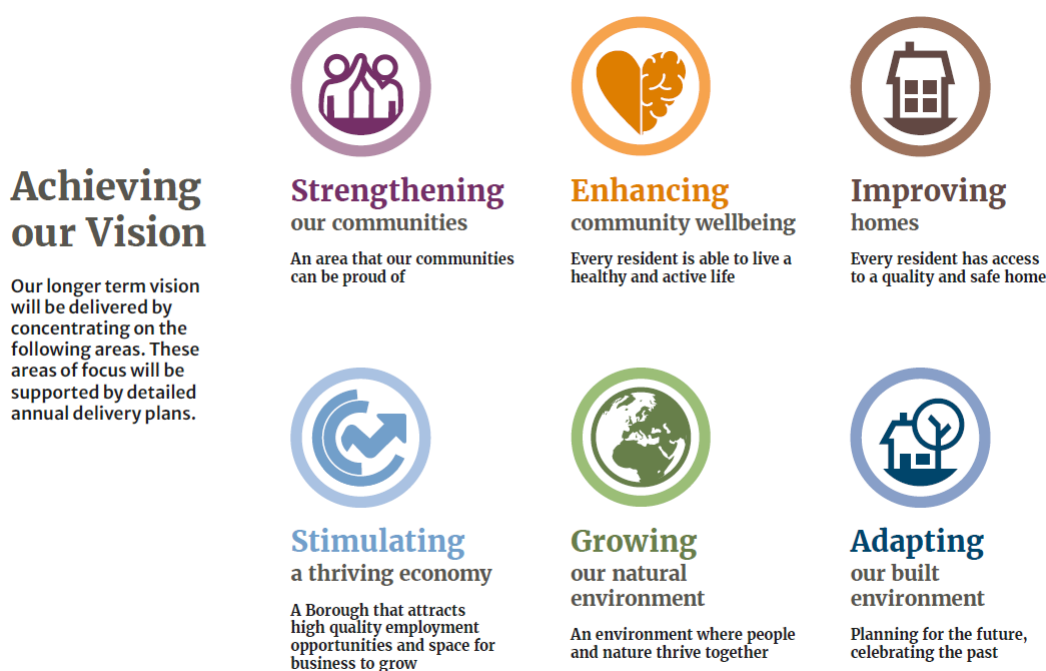 Achieving
our Vision
Our longer term vision
will be delivered by
concentrating on the
following areas. These
areas of focus will be
supported by detailed
annual delivery plans.
Strengthening
our communities
An area that our communities
can be proud of
Enhancing
community wellbeing
Every resident is able to live a
healthy and active life
Improving
homes
Every resident has access
to a quality and safe home
Stimulating
a thriving economy
A Borough that attracts
high quality employment
opportunities and space for
business to grow
Growing
our natural
environment
An environment where people
and nature thrive together
Adapting
our built
environment
Planning for the future,
celebrating the past